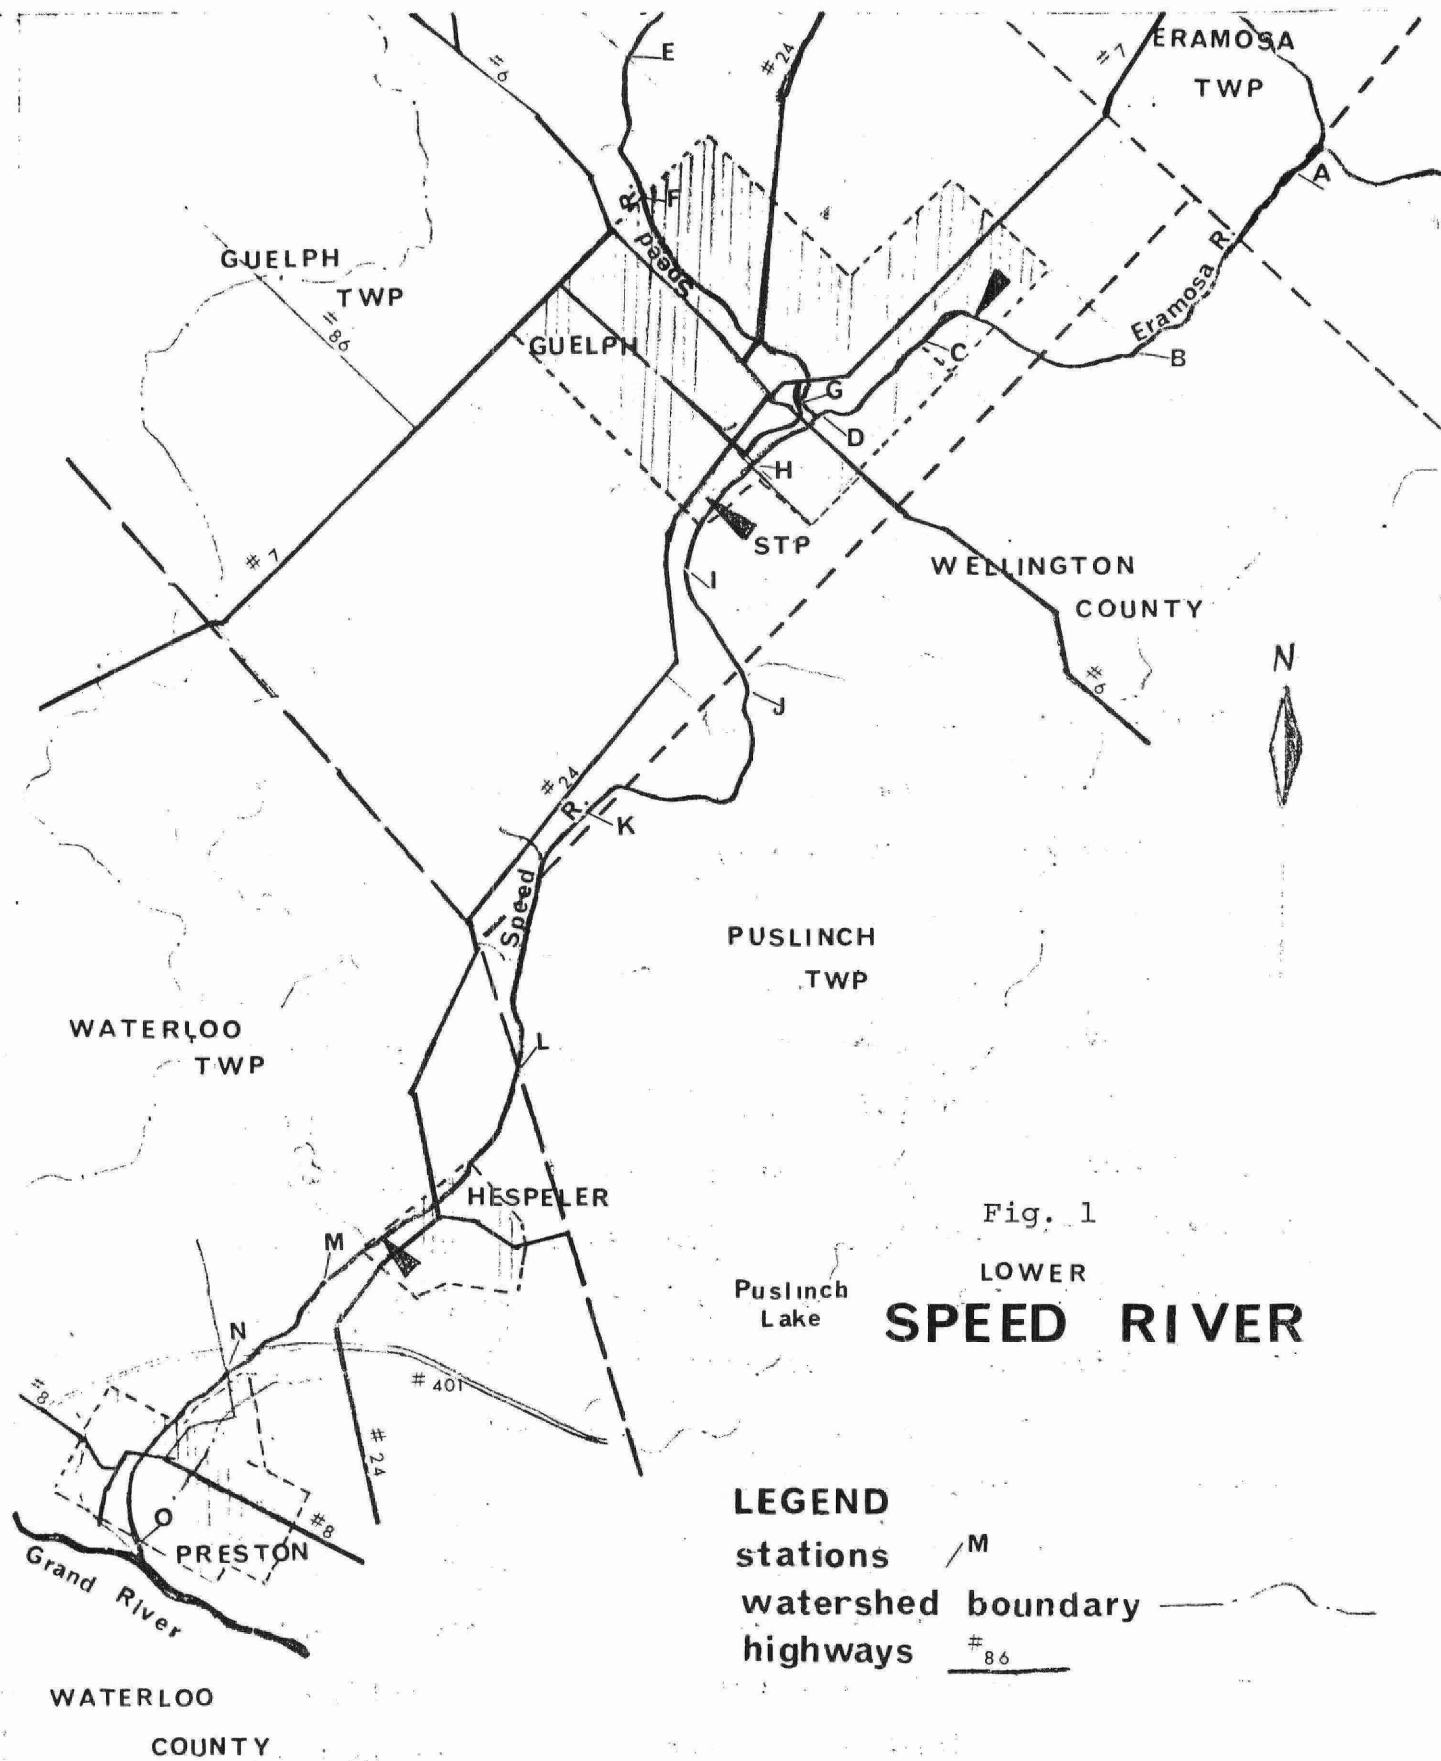 E
#6
#24
#7
ERAMOSA
TWP
A
R.
F
Speed
GUELPH
TWP
#86
Eramosa R.
GUELPH
C
B
G
D
H
STP
#7
I
WELLINGTON
COUNTY
#6
N
J
#24
R.
K
Speed
PUSLINCH
TWP
WATERLOO
TWP
L
HESPELER
M
Fig. 1
LOWER
SPEED RIVER
Puslinch
Lake
N
#401
#8
#24
O
#8
PRESTON
Grand River
LEGEND
stations M
watershed boundary
highways #86
WATERLOO
COUNTY